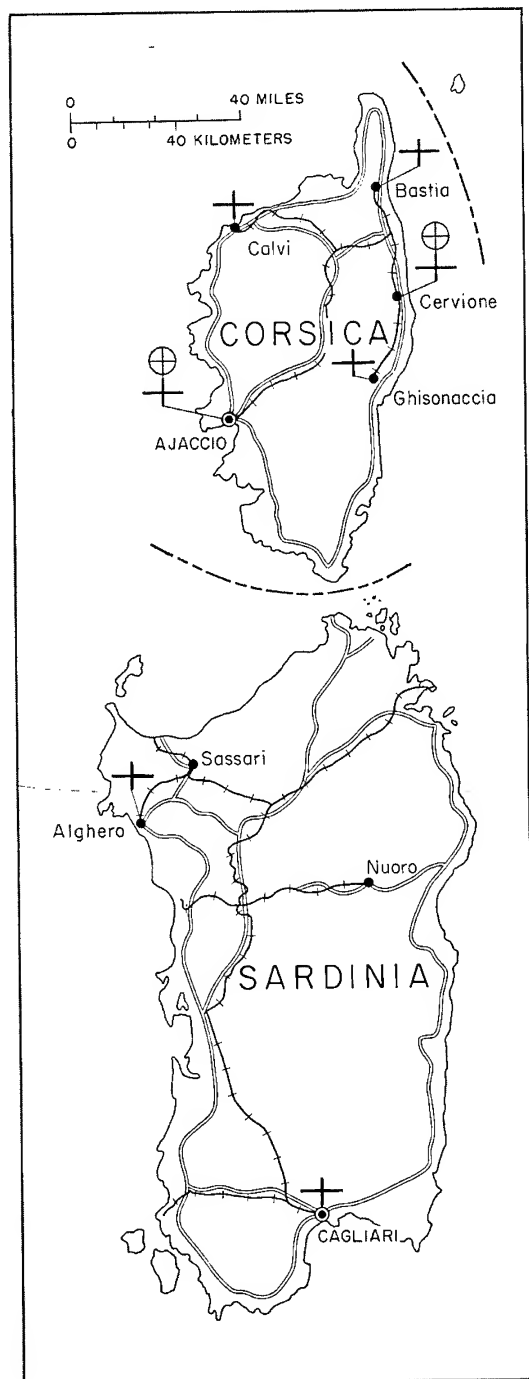 0 40 MILES
0 40 KILOMETERS
Bastia
Calvi
Cervione
CORSICA
Ghisonaccia
AJACCIO
Sassari
Alghero
Nuoro
SARDINIA
CAGLIARI